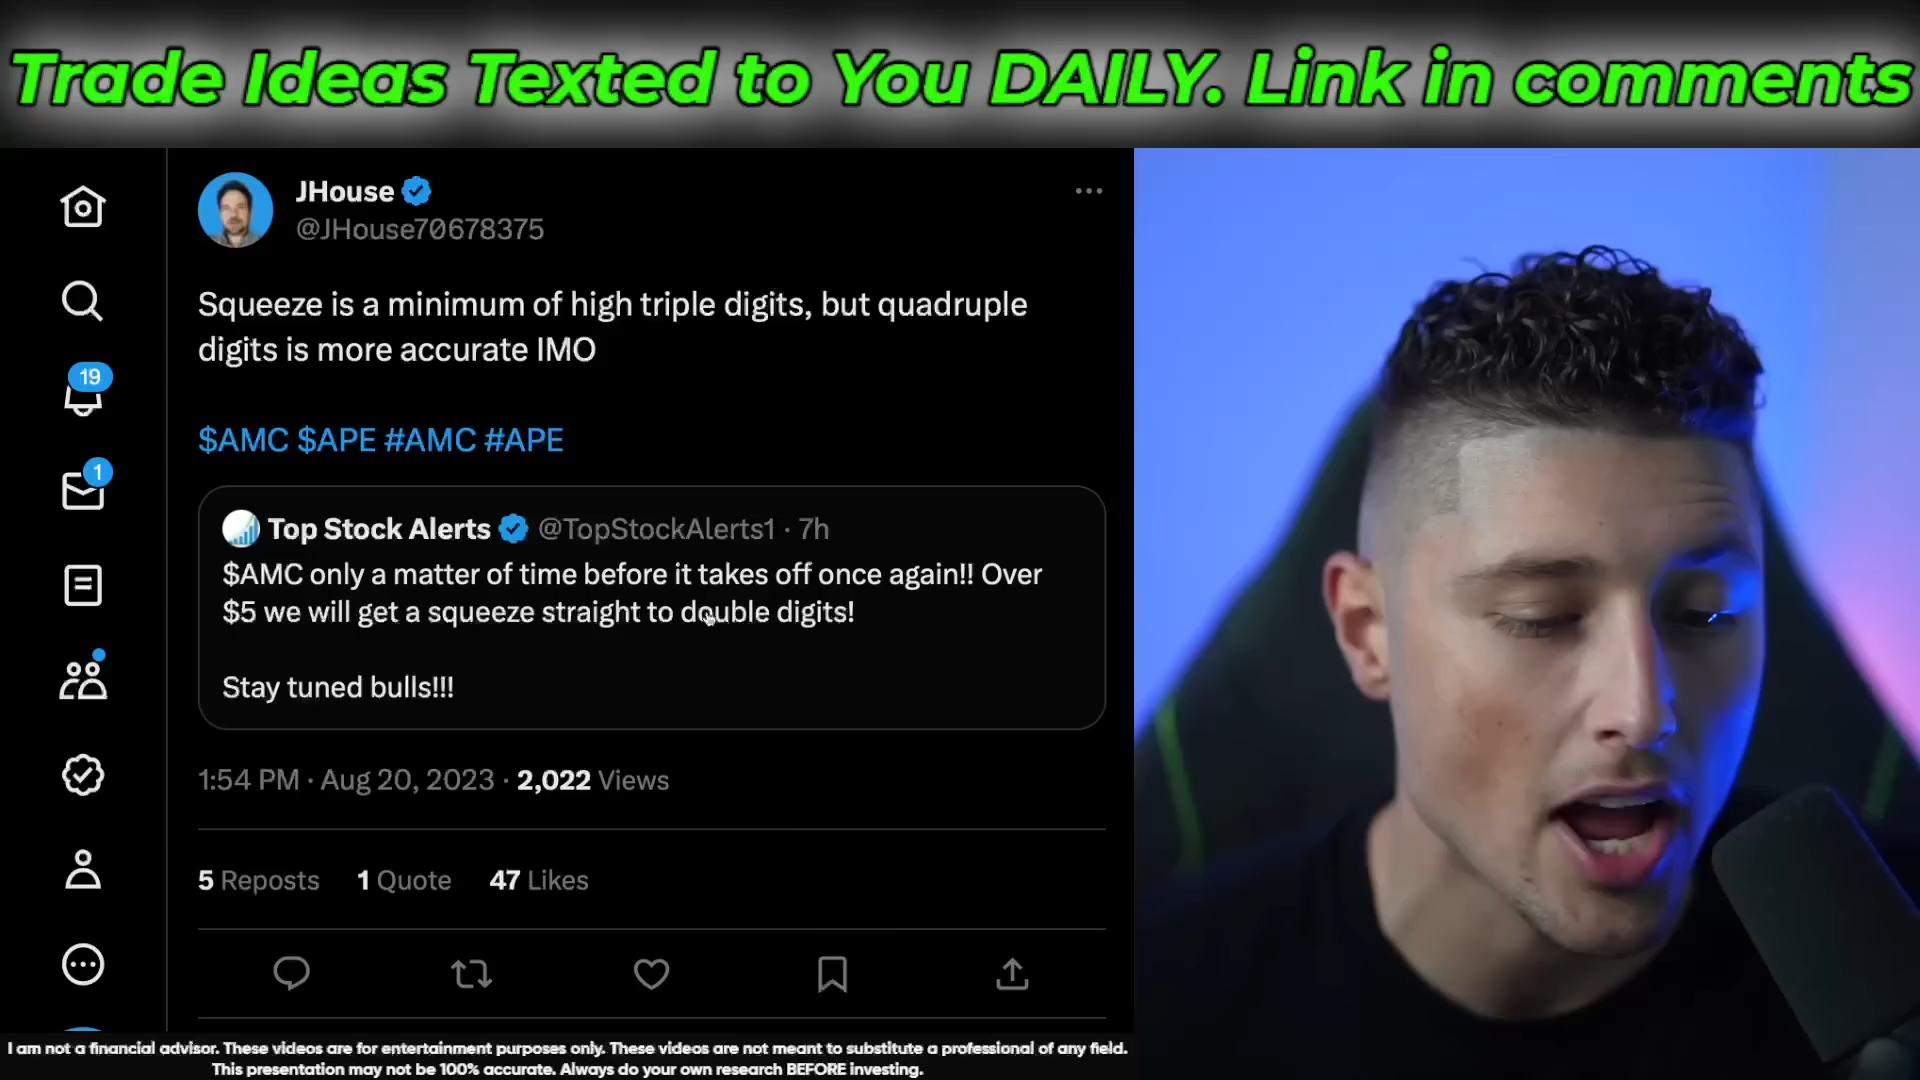 Trade Ideas Texted to You DAILY. Link in comments
JHouse
@JHouse70678375
Squeeze is a minimum of high triple digits, but quadruple
digits is more accurate IMO
$AMC $APE #AMC #APE
Top Stock Alerts @TopStockAlerts1 · 7h
$AMC only a matter of time before it takes off once again!! Over
$5 we will get a squeeze straight to double digits!
Stay tuned bulls!!!
1:54 PM · Aug 20, 2023 · 2,022 Views
5 Reposts 1 Quote 47 Likes
19
1
I am not a financial advisor. These videos are for entertainment purposes only. These videos are not meant to substitute a professional of any field.
This presentation may not be 100% accurate. Always do your own research BEFORE investing.